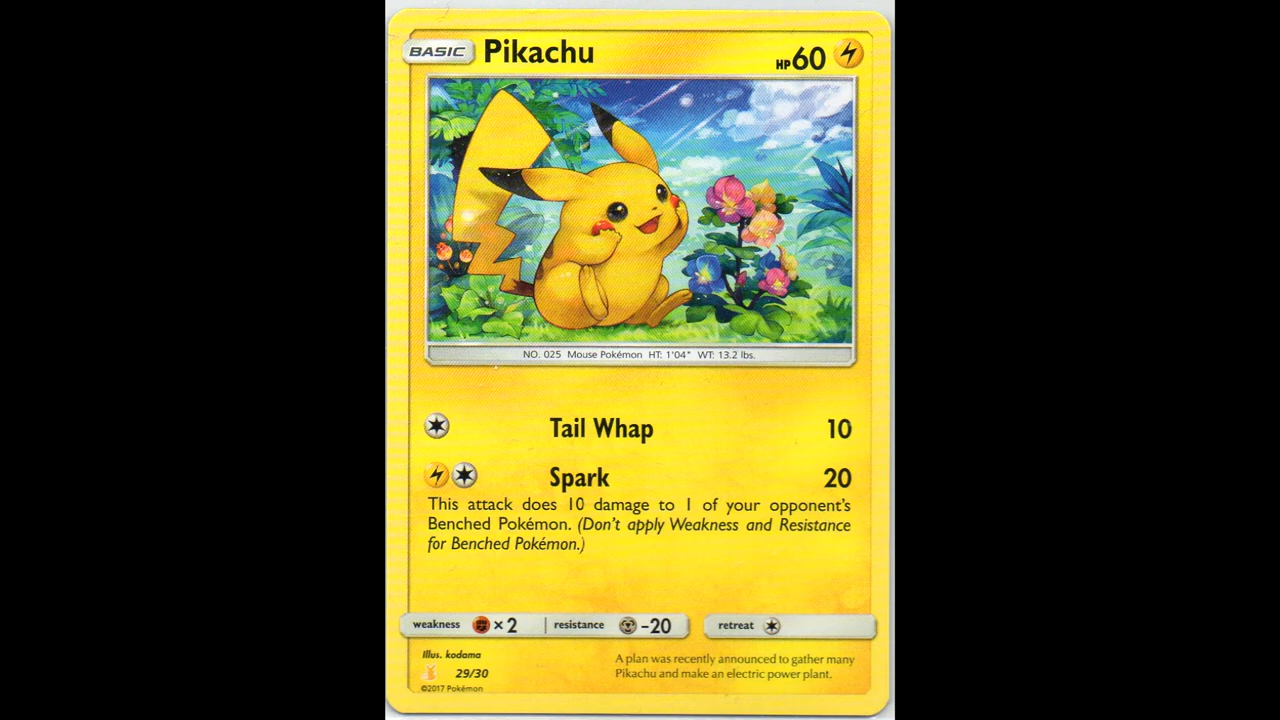 BASIC Pikachu HP 60
NO. 025 Mouse Pokémon HT: 1'04" WT: 13.2 lbs.
Tail Whap 10
Spark 20
This attack does 10 damage to 1 of your opponent's
Benched Pokémon. (Don't apply Weakness and Resistance
for Benched Pokémon.)
weakness ×2 resistance -20 retreat
Illus. kodama
29/30
©2017 Pokémon
A plan was recently announced to gather many
Pikachu and make an electric power plant.